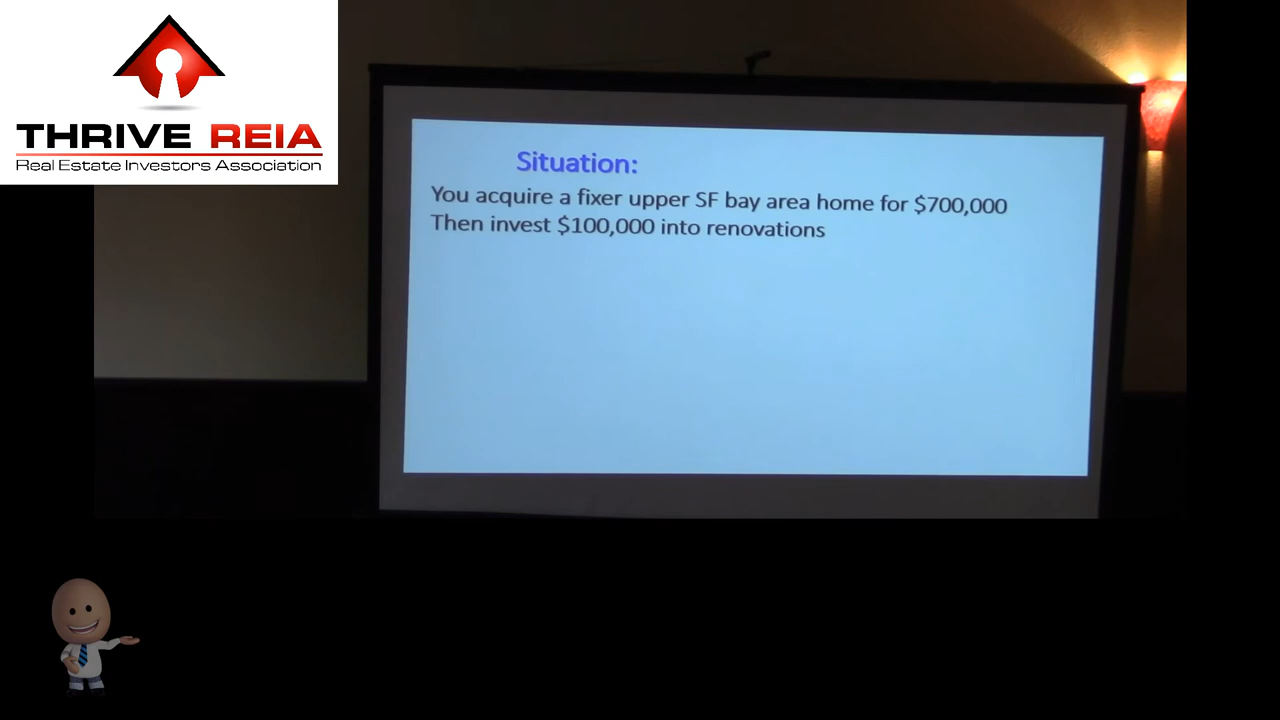 THRIVE REIA
Real Estate Investors Association
Situation:
You acquire a fixer upper SF bay area home for $700,000
Then invest $100,000 into renovations